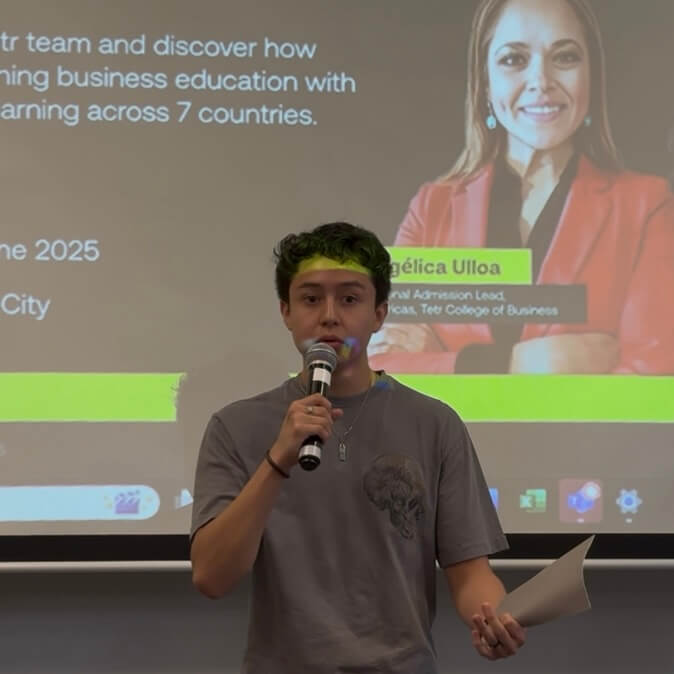 tr team and discover how
ning business education with
arning across 7 countries.
ne 2025
City
gélica Ulloa
onal Admission Lead,
icas, Tetr College of Business